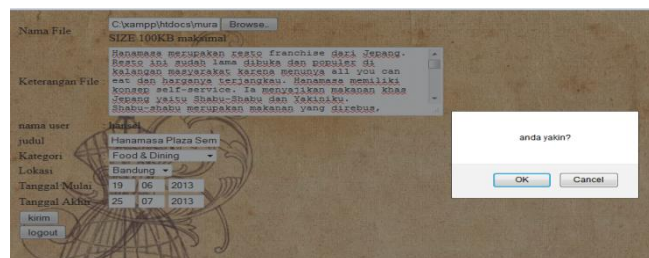 Nama File C:\xampp\htdocs\mura Browse..
SIZE 100KB maksimal
Keterangan File
Hanamasa merupakan resto franchise dari Jepang.
Resto ini sudah lama dibuka dan populer di
kalangan masyarakat karena menunya all you can
eat dan harganya terjangkau. Hanamasa memiliki
konsep self-service. Ia menyajikan makanan khas
Jepang yaitu Shabu-Shabu dan Yakiniku.
Shabu-shabu merupakan makanan yang direbus,
nama user hansel
judul Hanamasa Plaza Sem
Kategori Food & Dining
Lokasi Bandung
Tanggal Mulai 19 06 2013
Tanggal Akhir 25 07 2013
kirim
logout
anda yakin?
OK Cancel